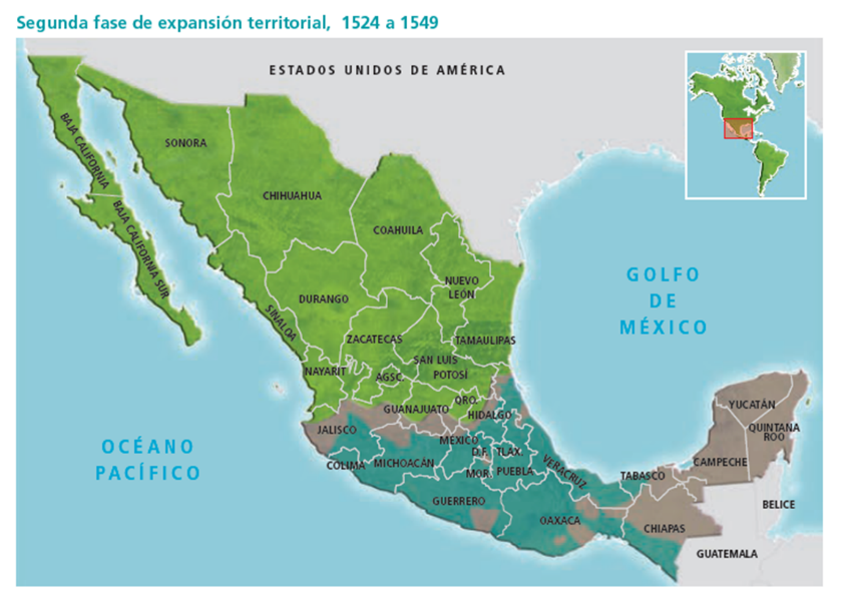 Segunda fase de expansión territorial, 1524 a 1549
ESTADOS UNIDOS DE AMÉRICA
BAJA CALIFORNIA
SONORA
CHIHUAHUA
BAJA CALIFORNIA SUR
COAHUILA
NUEVO
LEÓN
GOLFO
DE
MÉXICO
DURANGO
SINALOA
ZACATECAS
TAMAULIPAS
SAN LUIS
POTOSÍ
NAYARIT
AGSC.
QRO.
GUANAJUATO
HIDALGO
YUCATÁN
QUINTANA
ROO
JALISCO
MÉXICO
D.F.
TLAX.
OCÉANO
PACÍFICO
COLIMA
MICHOACÁN
MOR.
PUEBLA
VERACRUZ
TABASCO
CAMPECHE
GUERRERO
OAXACA
CHIAPAS
BELICE
GUATEMALA